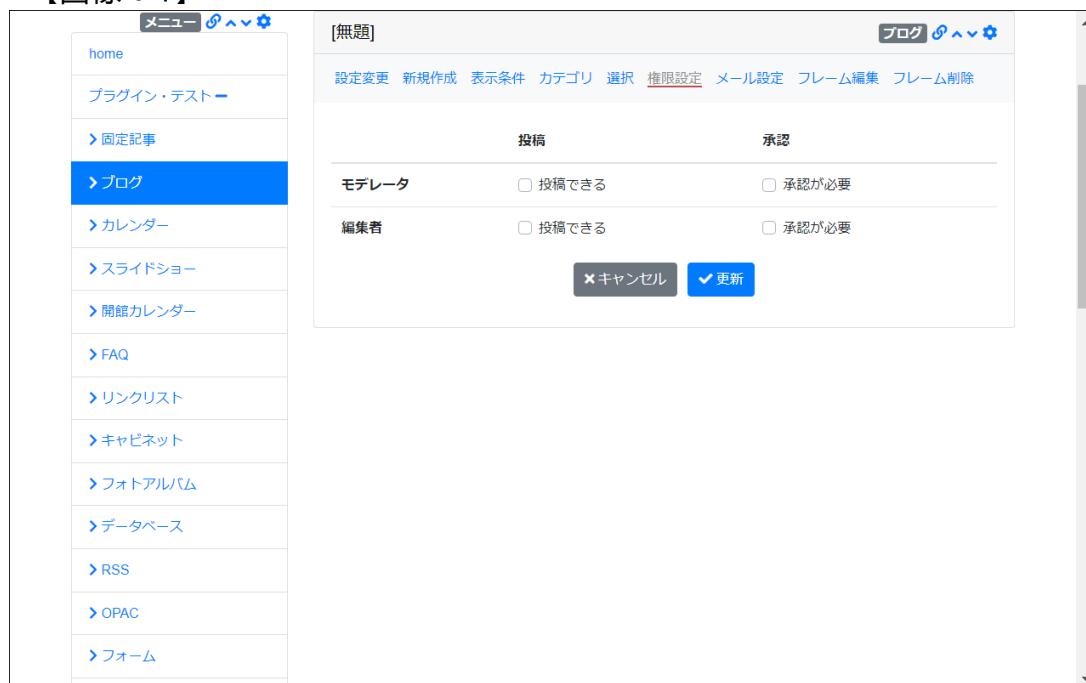 メニュー
home
プラグイン・テスト
固定記事
ブログ
カレンダー
スライドショー
開館カレンダー
FAQ
リンクリスト
キャビネット
フォトアルバム
データベース
RSS
OPAC
フォーム
[無題] ブログ
設定変更 新規作成 表示条件 カテゴリ 選択 権限設定 メール設定 フレーム編集 フレーム削除
投稿 承認
モデレータ 投稿できる 承認が必要
編集者 投稿できる 承認が必要
キャンセル 更新